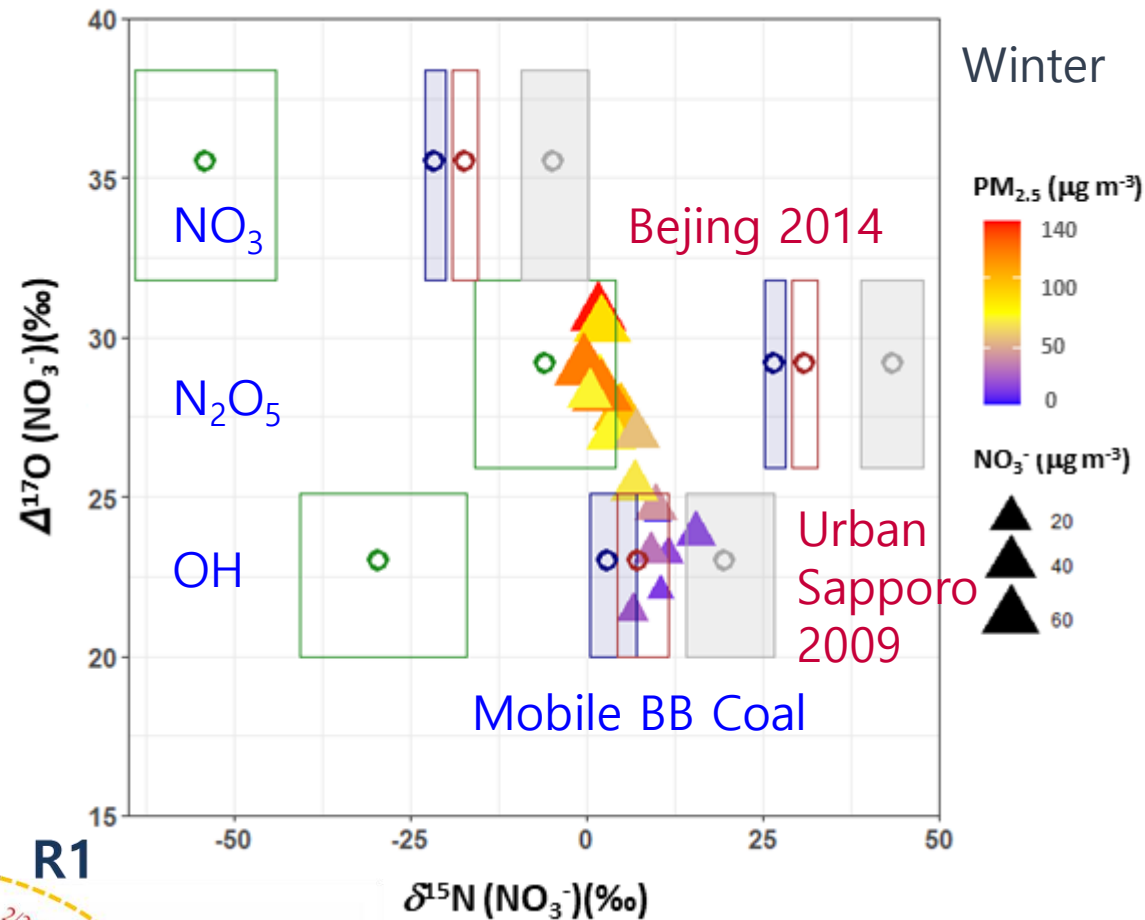 40
Winter
PM2.5 (μg m-3)
35
NO3
Bejing 2014
140
100
30
50
N2O5
0
NO3- (μg m-3)
25
20
OH
Urban
Sapporo
2009
40
60
20
Mobile BB Coal
15
-50
-25
0
25
50
Δ17O (NO3-)(‰)
δ15N (NO3-)(‰)
R1